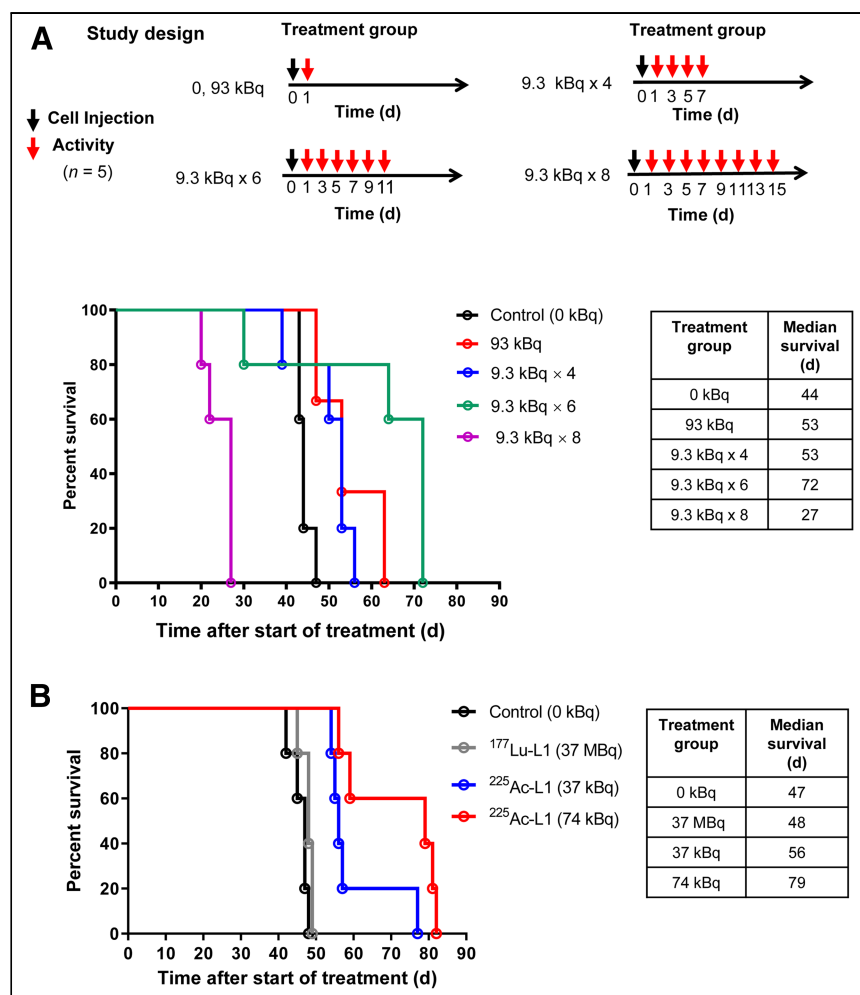 A
Study design
Treatment group
Treatment group
0, 93 kBq
0 1
Time (d)
9.3 kBq x 4
0 1 3 5 7
Time (d)
Cell Injection
Activity
(n = 5)
9.3 kBq x 6
0 1 3 5 7 9 11
Time (d)
9.3 kBq x 8
0 1 3 5 7 9 11 13 15
Time (d)
Percent survival
100
80
60
40
20
0
0 10 20 30 40 50 60 70 80 90
Time after start of treatment (d)
Control (0 kBq)
93 kBq
9.3 kBq × 4
9.3 kBq × 6
9.3 kBq × 8
Treatment group Median survival (d)
0 kBq 44
93 kBq 53
9.3 kBq x 4 53
9.3 kBq x 6 72
9.3 kBq x 8 27
B
Percent survival
100
80
60
40
20
0
0 10 20 30 40 50 60 70 80 90
Time after start of treatment (d)
Control (0 kBq)
¹⁷⁷Lu-L1 (37 MBq)
²²⁵Ac-L1 (37 kBq)
²²⁵Ac-L1 (74 kBq)
Treatment group Median survival (d)
0 kBq 47
37 MBq 48
37 kBq 56
74 kBq 79